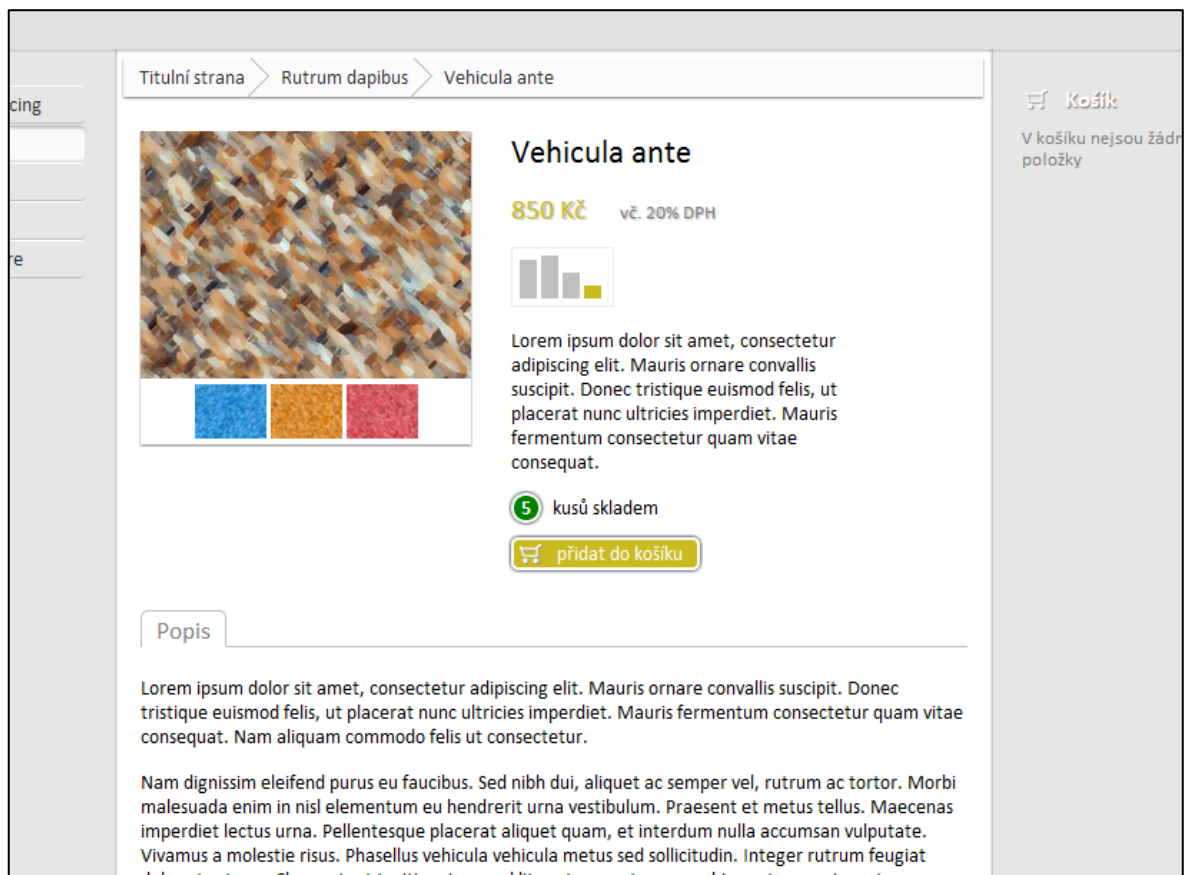 Titulní strana
Rutrum dapibus
Vehicula ante
cing
re
Košík
V košíku nejsou žádn
položky
Vehicula ante
850 Kč
vč. 20% DPH
Lorem ipsum dolor sit amet, consectetur
adipiscing elit. Mauris ornare convallis
suscipit. Donec tristique euismod felis, ut
placerat nunc ultricies imperdiet. Mauris
fermentum consectetur quam vitae
consequat.
5 kusů skladem
přidat do košíku
Popis
Lorem ipsum dolor sit amet, consectetur adipiscing elit. Mauris ornare convallis suscipit. Donec
tristique euismod felis, ut placerat nunc ultricies imperdiet. Mauris fermentum consectetur quam vitae
consequat. Nam aliquam commodo felis ut consectetur.
Nam dignissim eleifend purus eu faucibus. Sed nibh dui, aliquet ac semper vel, rutrum ac tortor. Morbi
malesuada enim in nisl elementum eu hendrerit urna vestibulum. Praesent et metus tellus. Maecenas
imperdiet lectus urna. Pellentesque placerat aliquet quam, et interdum nulla accumsan vulputate.
Vivamus a molestie risus. Phasellus vehicula vehicula metus sed sollicitudin. Integer rutrum feugiat